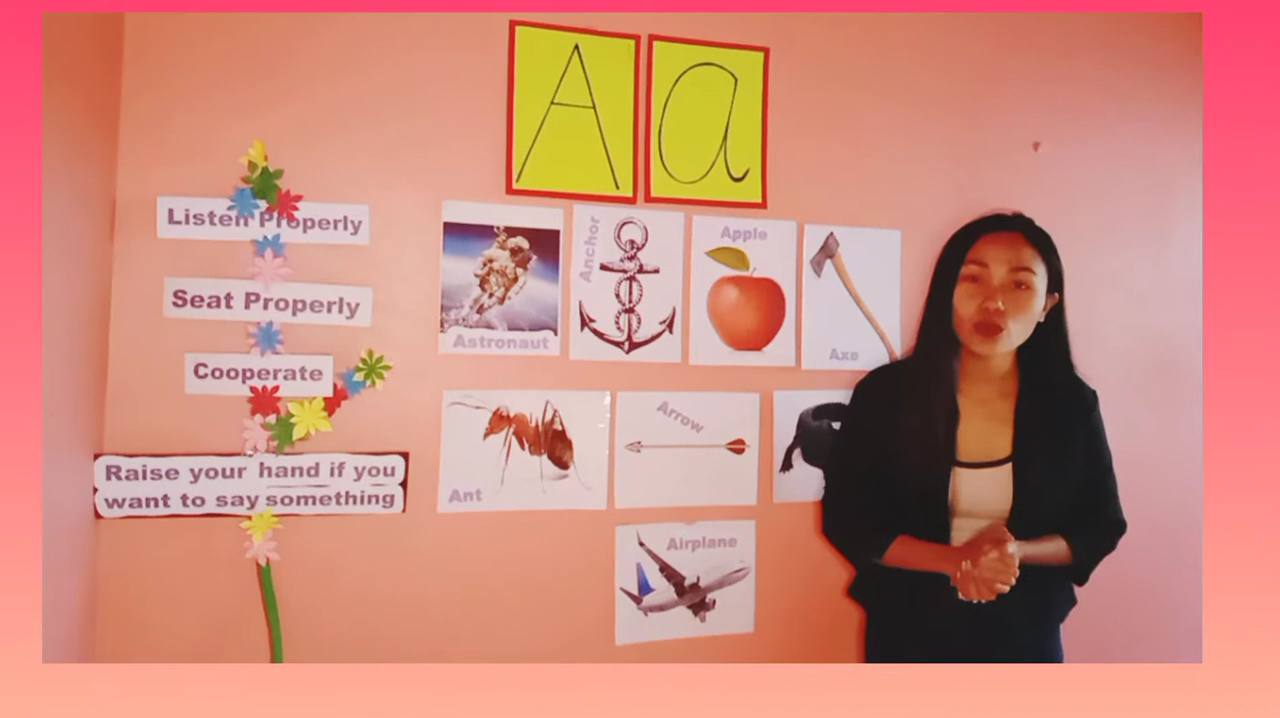 A a
Listen Properly
Seat Properly
Cooperate
Raise your hand if you
want to say something
Astronaut
Anchor
Apple
Axe
Ant
Arrow
Airplane